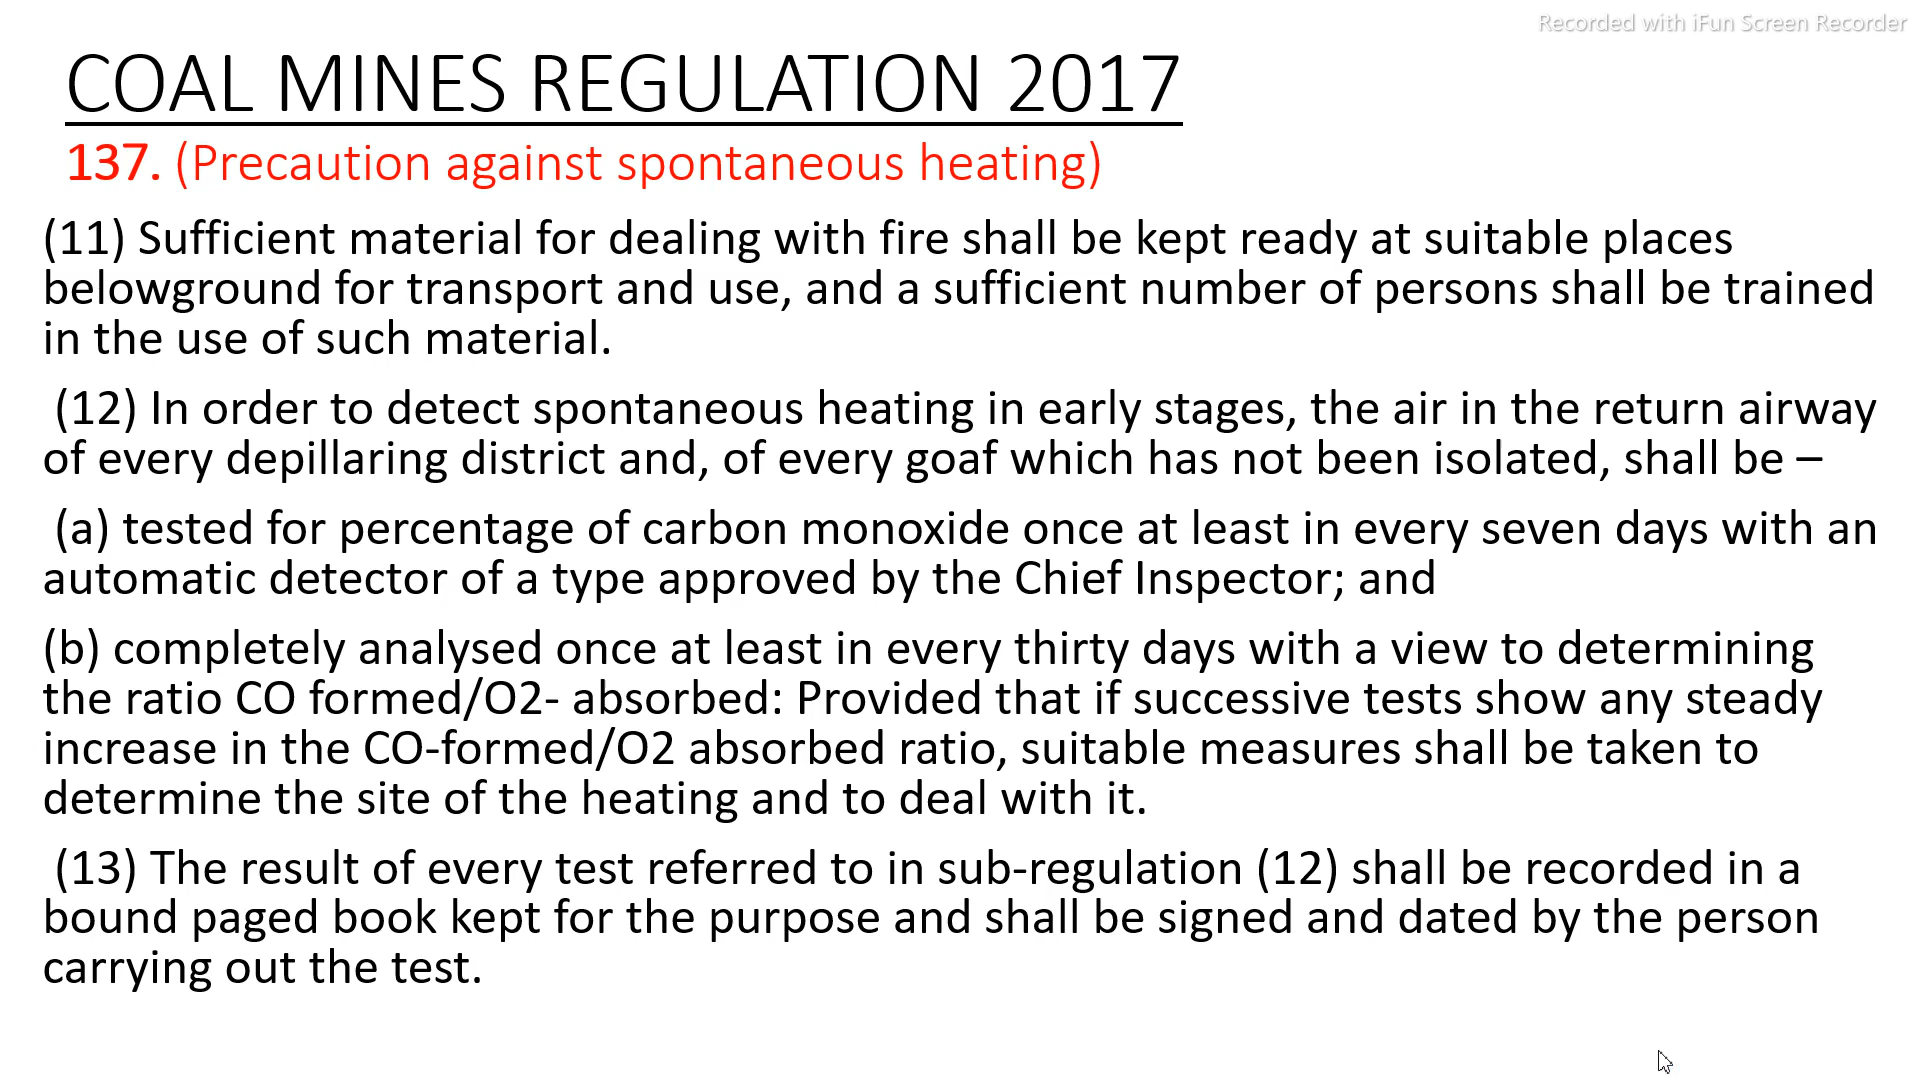 Recorded with iFun Screen Recorder
COAL MINES REGULATION 2017
137. (Precaution against spontaneous heating)
(11) Sufficient material for dealing with fire shall be kept ready at suitable places
belowground for transport and use, and a sufficient number of persons shall be trained
in the use of such material.
(12) In order to detect spontaneous heating in early stages, the air in the return airway
of every depillaring district and, of every goaf which has not been isolated, shall be –
(a) tested for percentage of carbon monoxide once at least in every seven days with an
automatic detector of a type approved by the Chief Inspector; and
(b) completely analysed once at least in every thirty days with a view to determining
the ratio CO formed/O2- absorbed: Provided that if successive tests show any steady
increase in the CO-formed/O2 absorbed ratio, suitable measures shall be taken to
determine the site of the heating and to deal with it.
(13) The result of every test referred to in sub-regulation (12) shall be recorded in a
bound paged book kept for the purpose and shall be signed and dated by the person
carrying out the test.